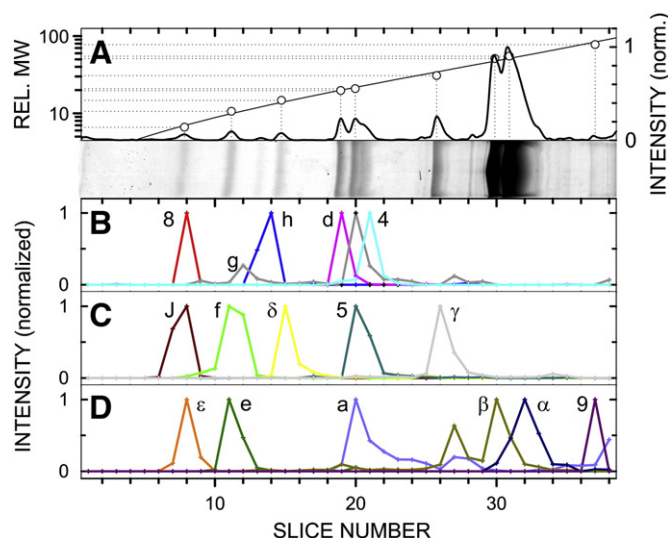 A
REL. MW
100
10
1
0
INTENSITY (norm.)
B
8
g
h
d
4
1
0
C
J
f
δ
5
γ
1
0
D
ε
e
a
β
α
9
1
0
INTENSITY (normalized)
10 20 30
SLICE NUMBER